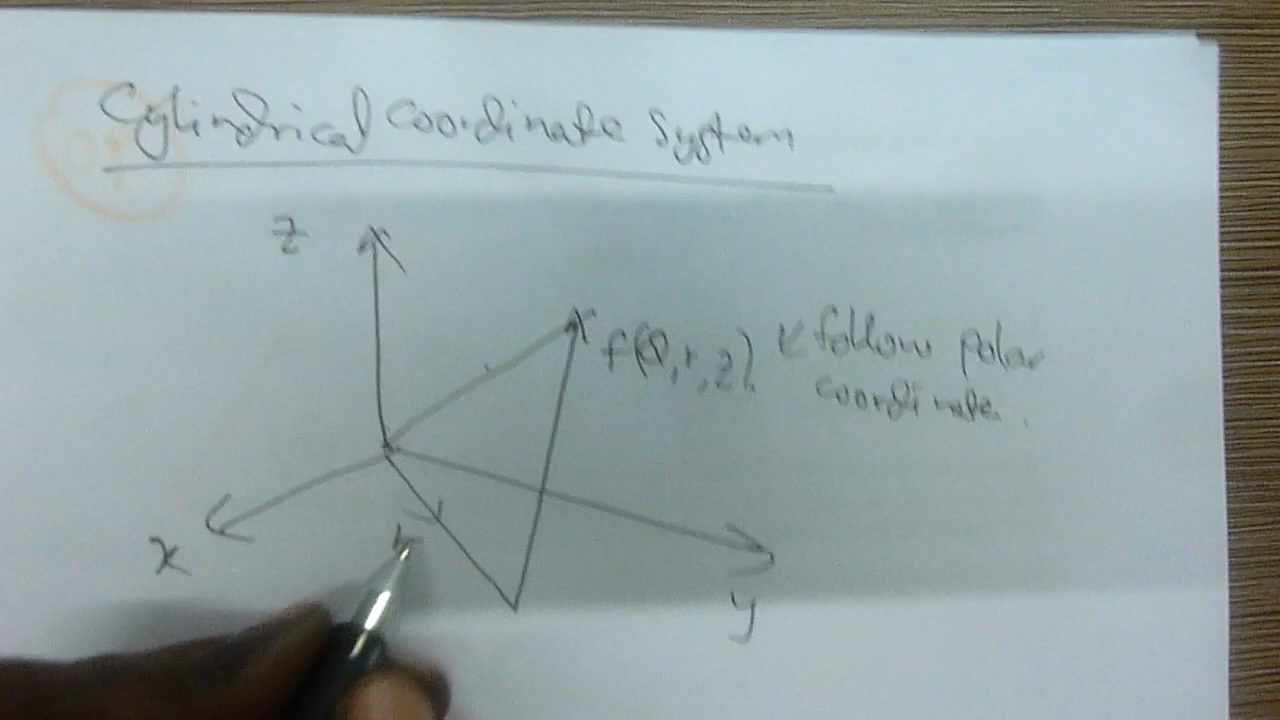 Cylindrical coordinate system
z
f(θ, r, z). follow polar
coordinate.
r
x
y